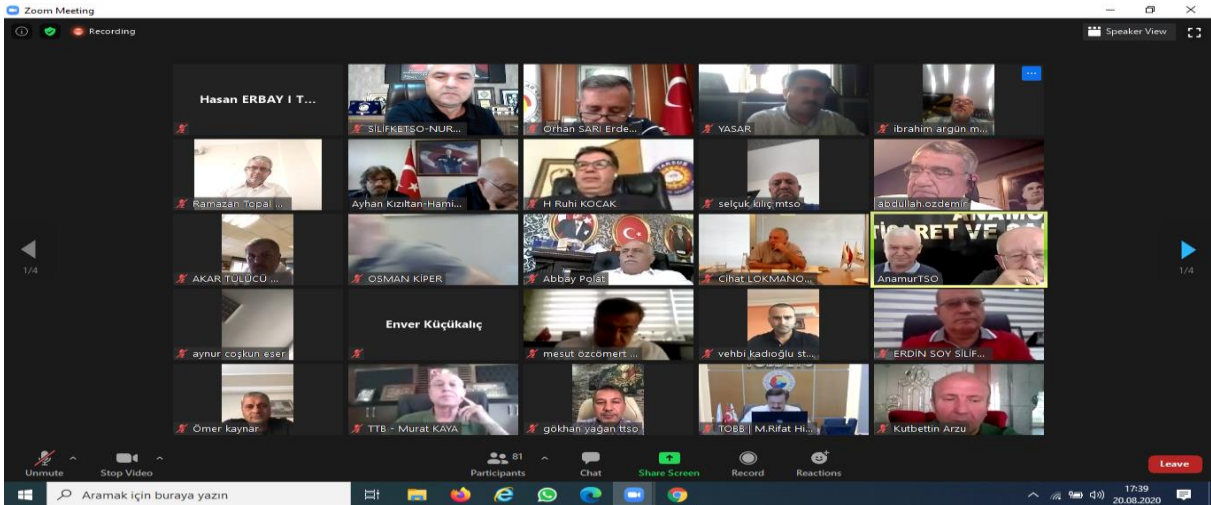 Zoom Meeting
Recording
Speaker View
Hasan ERBAY I T...
SİLİFKETSO-NUR...
Orhan SARI Erde...
YASAR
ibrahim argün m...
Ramazan Topal ...
Ayhan Kızıltan-Hami...
H Ruhi KOCAK
selçuk kılıç mtso
abdullah.ozdemir
TARSUS
AKAR TÜLÜCÜ ...
OSMAN KİPER
Abbay Polat
Cihat LOKMANO...
AnamurTSO
1/4
1/4
aynur coşkun eser
Enver Küçükalıç
mesut özcömert ...
vehbi kadıoğlu st...
ERDİN SOY SİLİF...
Ömer kaynar
TTB - Murat KAYA
gökhan yağan ttso
TOBB | M.Rifat Hi...
Kutbettin Arzu
Unmute
Stop Video
Participants
81
Chat
Share Screen
Record
Reactions
Leave
Aramak için buraya yazın
17:39
20.08.2020